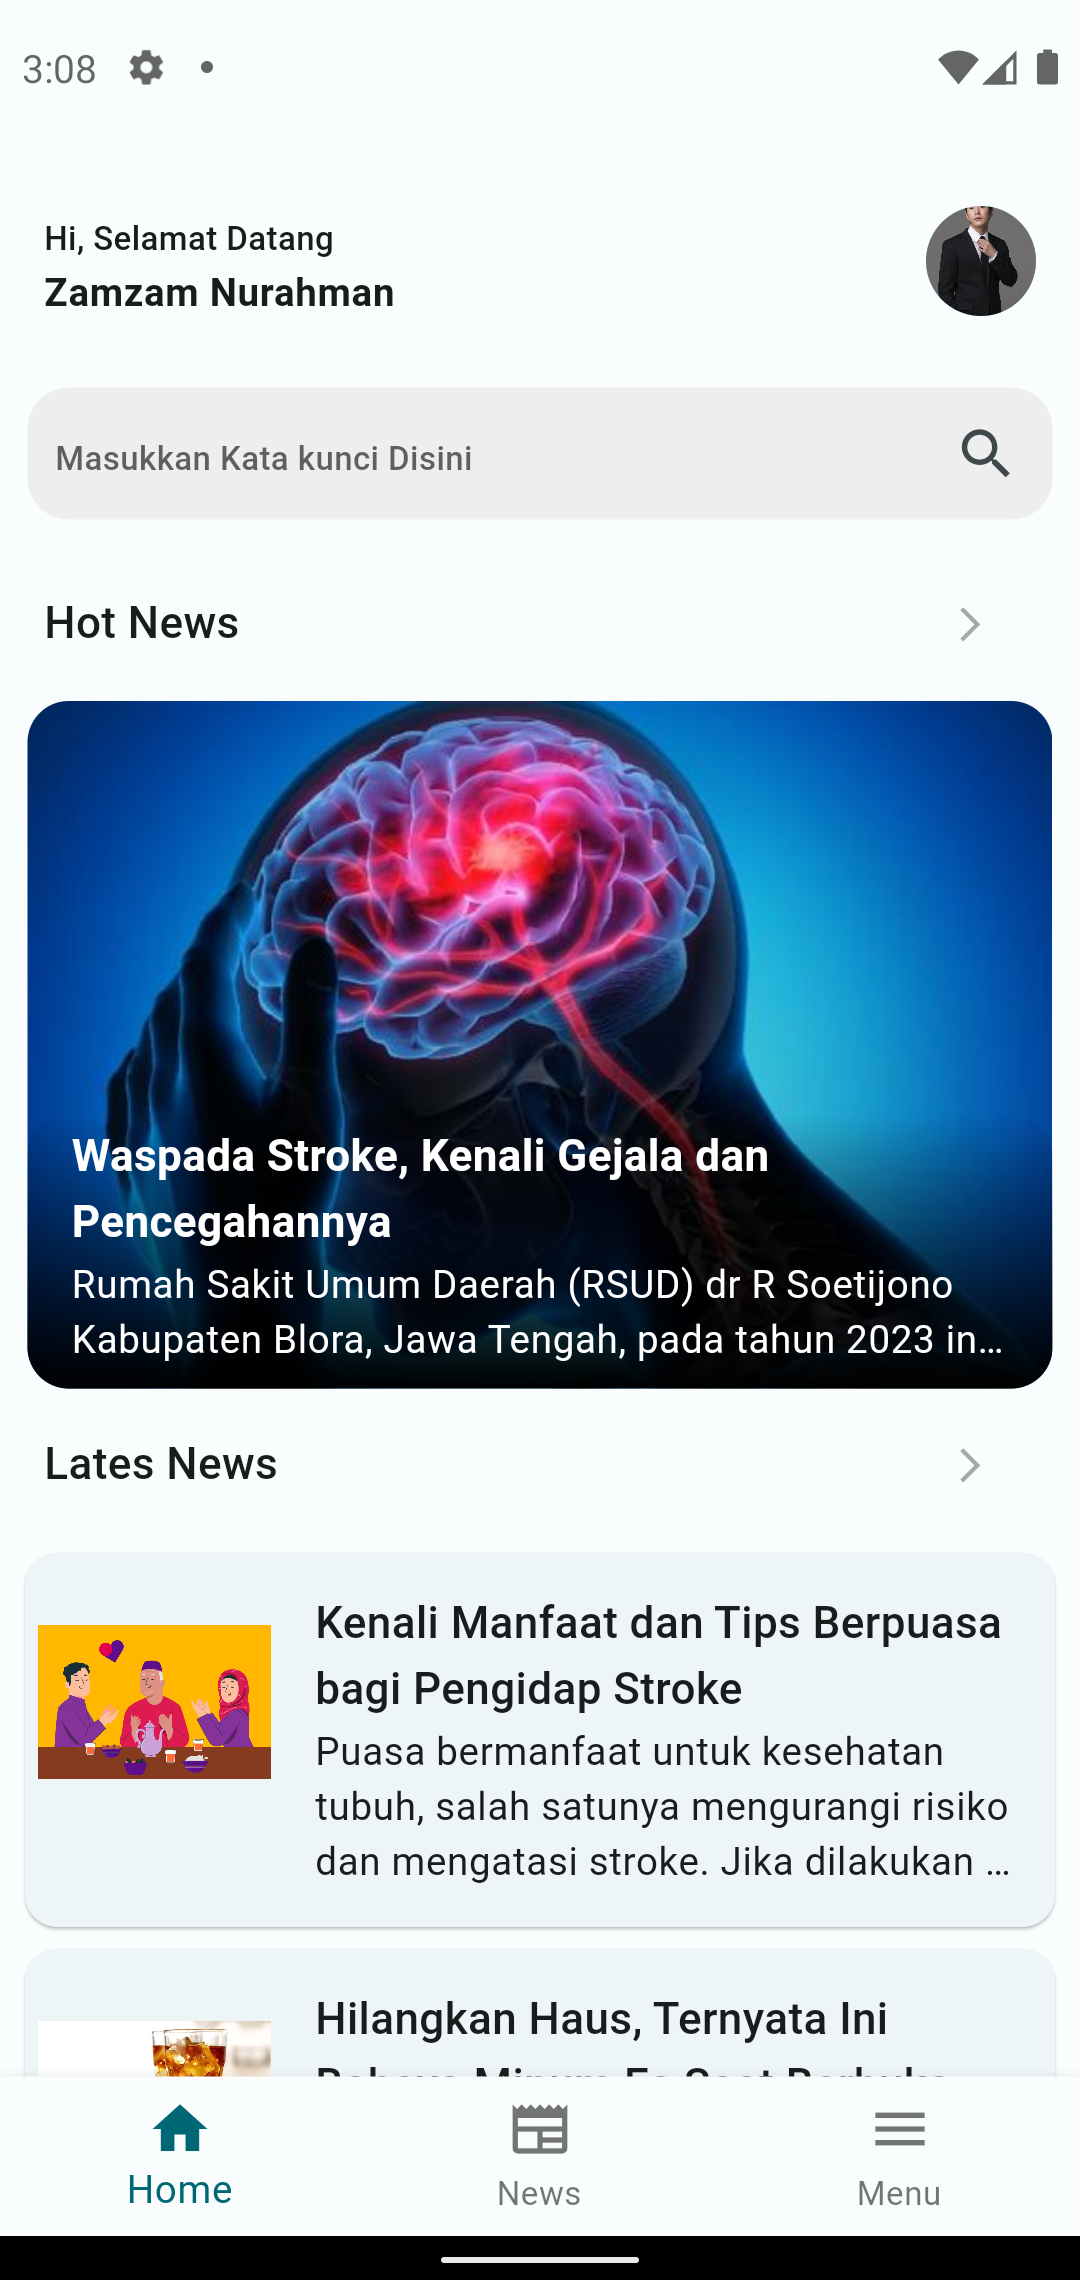 3:08
Hi, Selamat Datang
Zamzam Nurahman
Masukkan Kata kunci Disini
Hot News
Waspada Stroke, Kenali Gejala dan
Pencegahannya
Rumah Sakit Umum Daerah (RSUD) dr R Soetijono
Kabupaten Blora, Jawa Tengah, pada tahun 2023 in...
Lates News
Kenali Manfaat dan Tips Berpuasa
bagi Pengidap Stroke
Puasa bermanfaat untuk kesehatan
tubuh, salah satunya mengurangi risiko
dan mengatasi stroke. Jika dilakukan ...
Hilangkan Haus, Ternyata Ini
Home
News
Menu